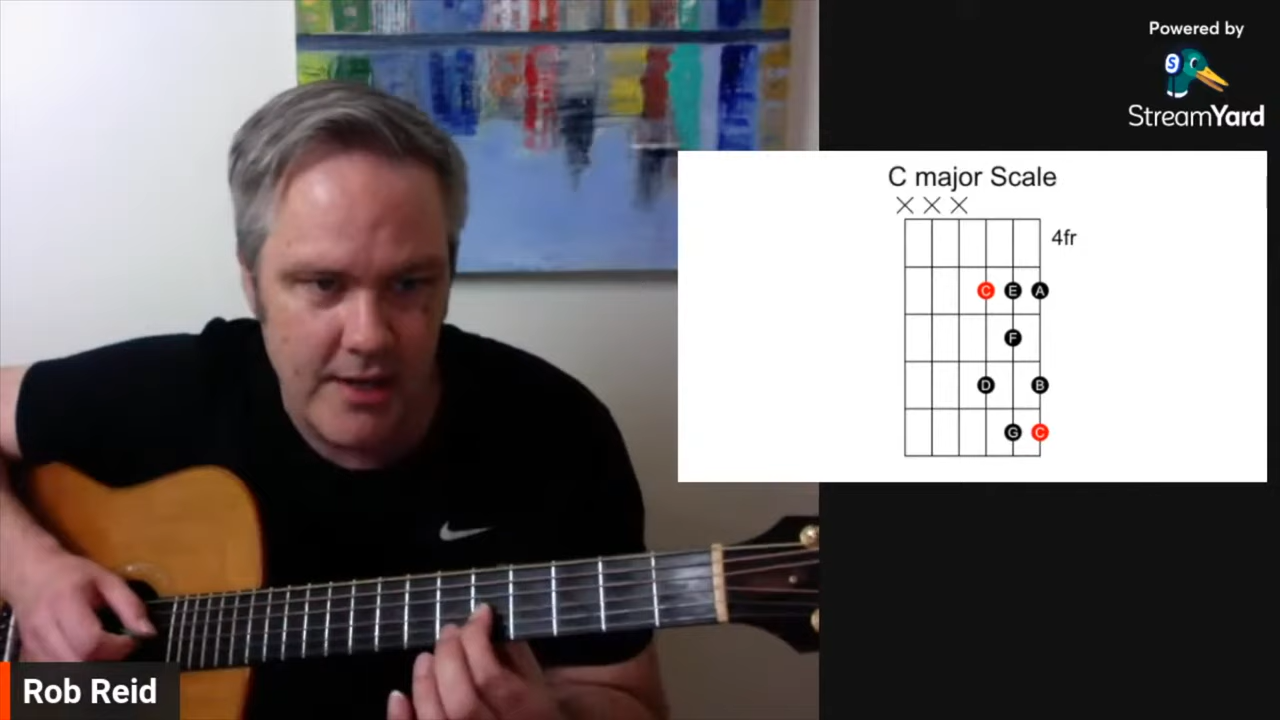 Powered by
S
StreamYard
C major Scale
4fr
C E A
F
D B
G C
Rob Reid